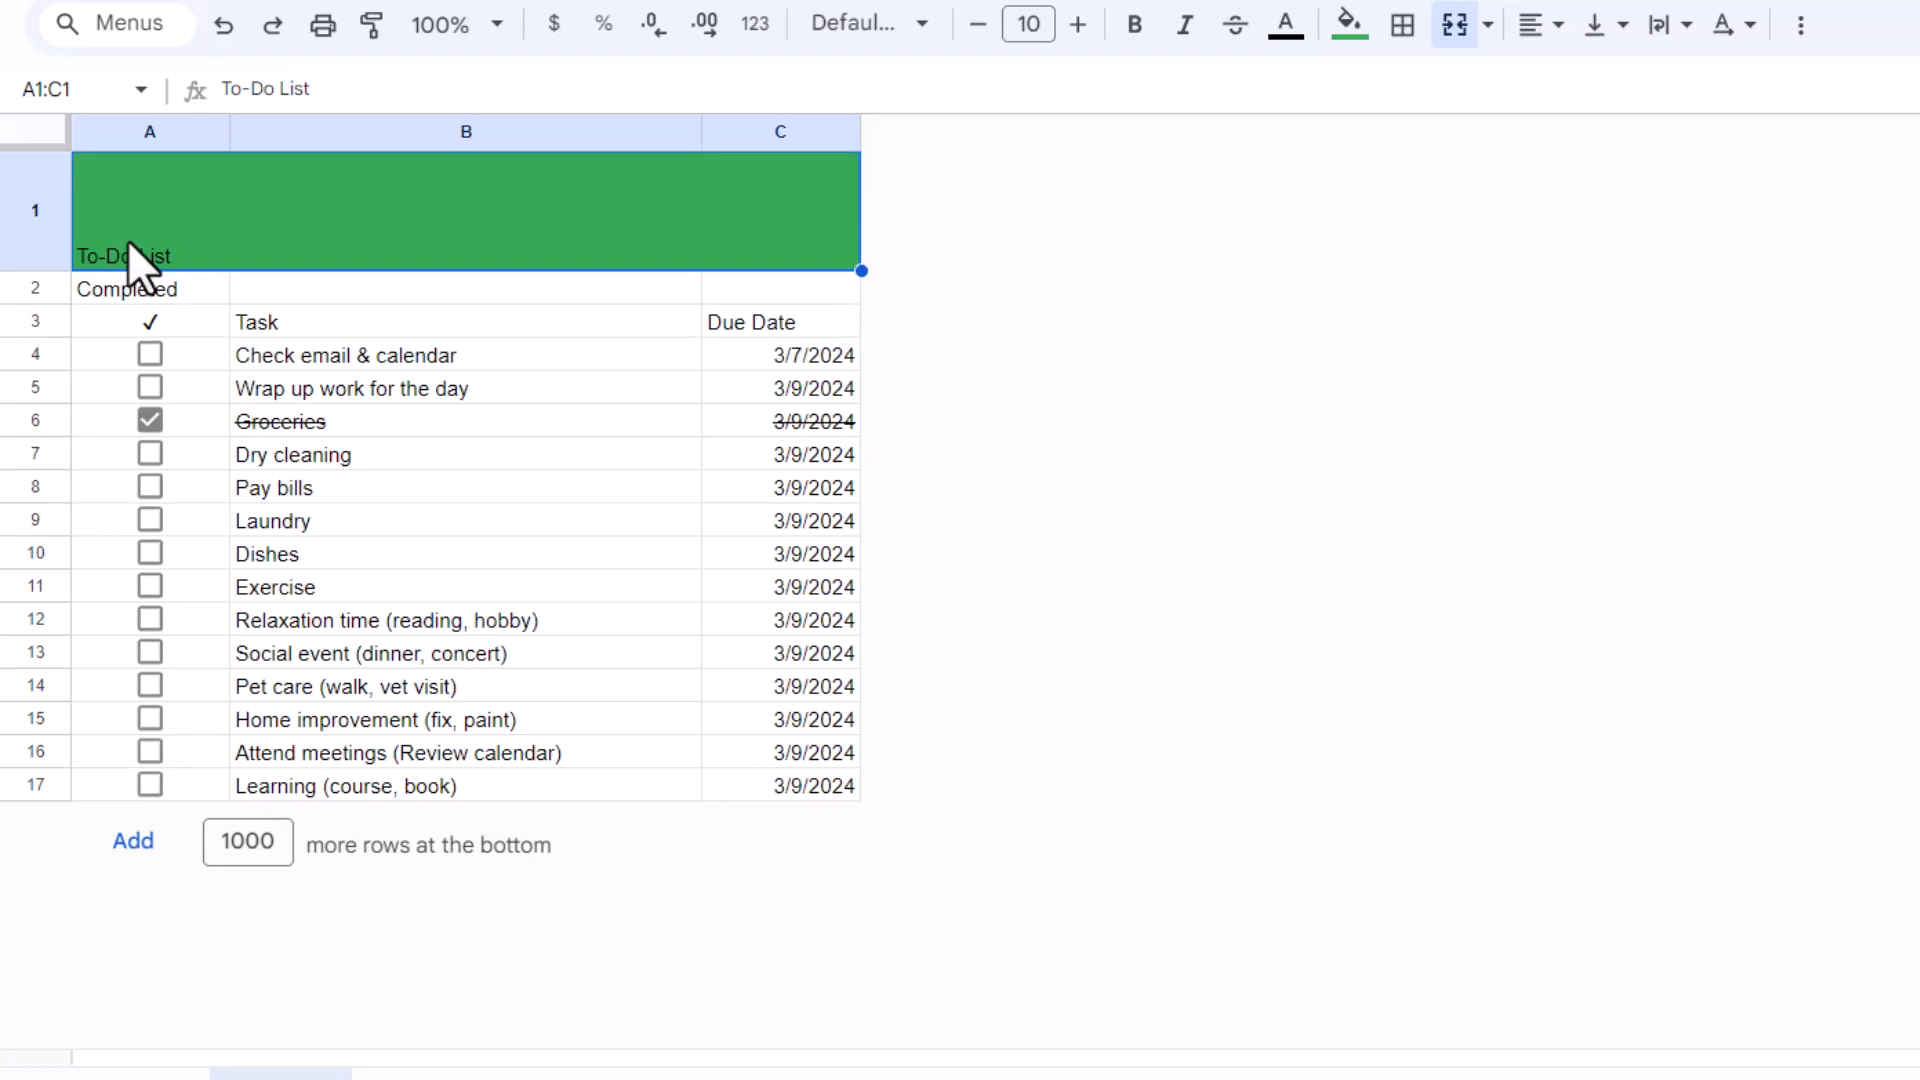 Menus 100% $ % .0 .00 123 Defaul... 10 B I S A
A1:C1 fx To-Do List
A B C
1 To-Do List
2 Completed
3 ✓ Task Due Date
4 Check email & calendar 3/7/2024
5 Wrap up work for the day 3/9/2024
6 Groceries 3/9/2024
7 Dry cleaning 3/9/2024
8 Pay bills 3/9/2024
9 Laundry 3/9/2024
10 Dishes 3/9/2024
11 Exercise 3/9/2024
12 Relaxation time (reading, hobby) 3/9/2024
13 Social event (dinner, concert) 3/9/2024
14 Pet care (walk, vet visit) 3/9/2024
15 Home improvement (fix, paint) 3/9/2024
16 Attend meetings (Review calendar) 3/9/2024
17 Learning (course, book) 3/9/2024
Add 1000 more rows at the bottom